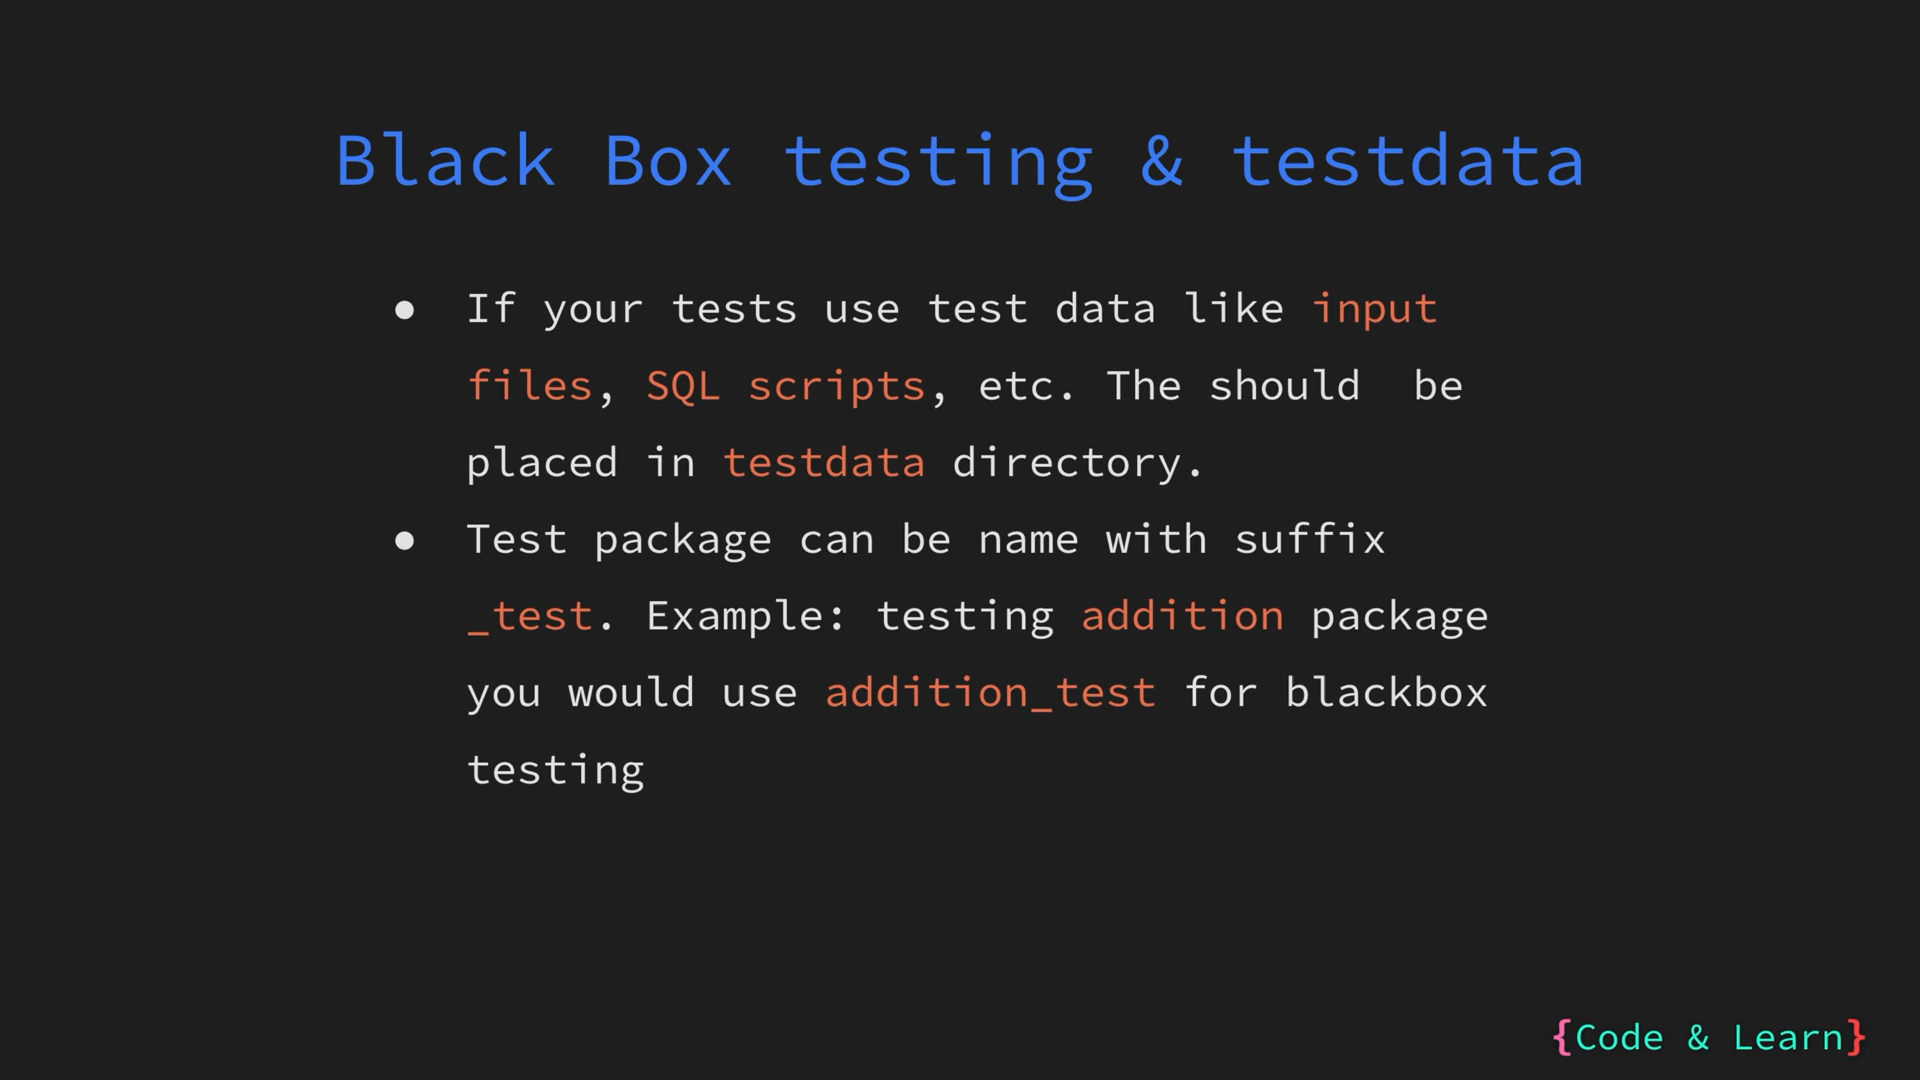 Black Box testing & testdata
● If your tests use test data like input
files, SQL scripts, etc. The should  be
placed in testdata directory.
● Test package can be name with suffix
_test. Example: testing addition package
you would use addition_test for blackbox
testing
{Code & Learn}